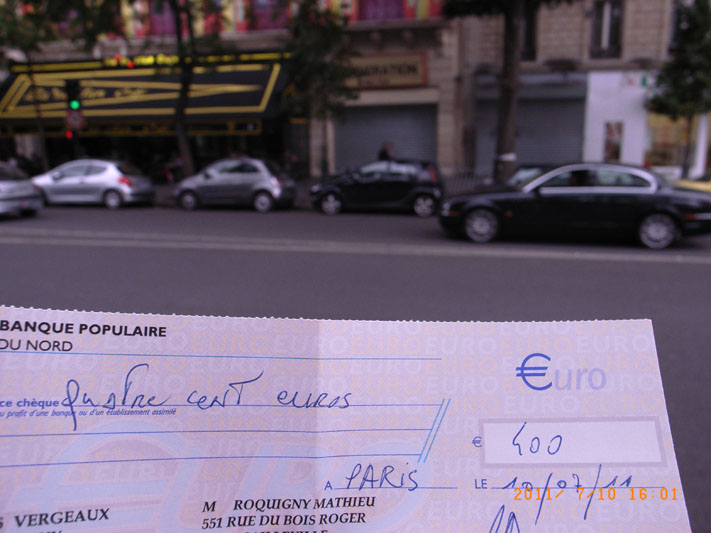 BANQUE POPULAIRE
DU NORD
€uro
ce chèque quatre cent euros
au profit d'une banque ou d'un établissement assimilé
€ 400
A PARIS LE 10/07/11
2011/ 7/10 16:01
S VERGEAUX
M ROQUIGNY MATHIEU
551 RUE DU BOIS ROGER